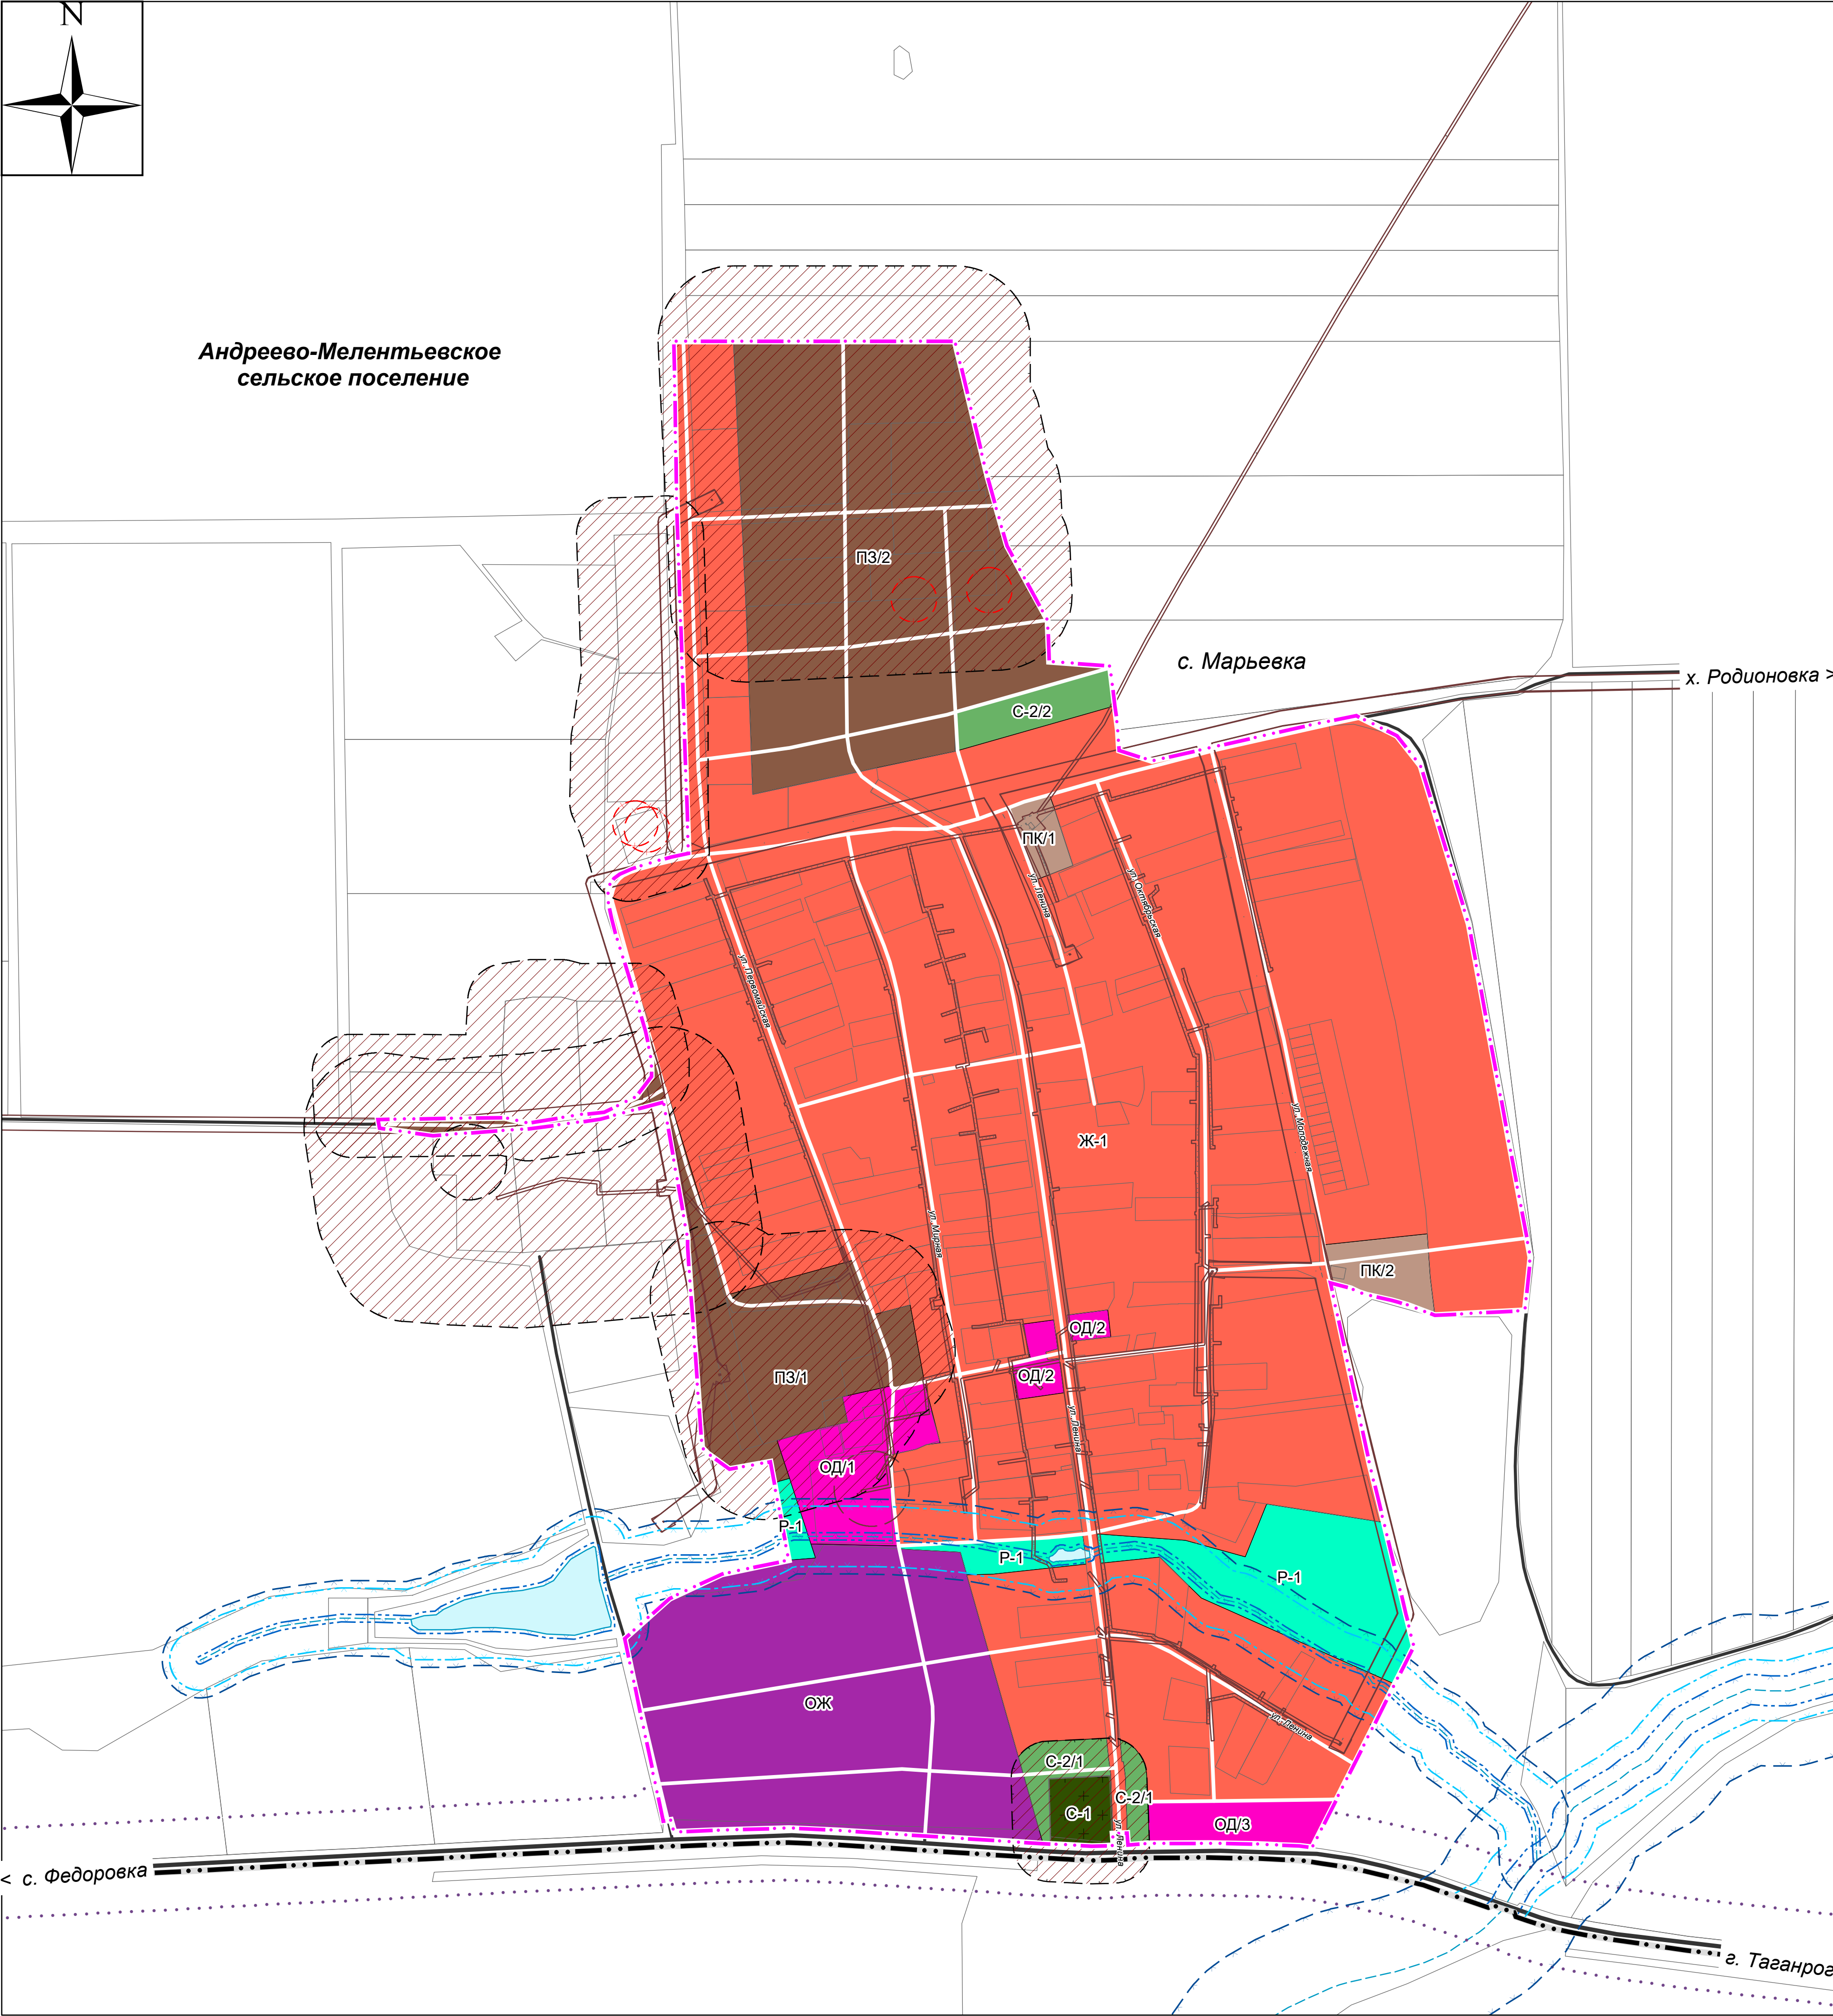 N
Андреево-Мелентьевское
сельское поселение
ПЗ/2
с. Марьевка
х. Родионовка >
С-2/2
ПК/1
ул. Ленина
ул. Октябрьская
ул. Первомайская
Ж-1
ул. Молодежная
ул. Мирная
ПК/2
ОД/2
ОД/2
ПЗ/1
ул. Ленина
ОД/1
Р-1
Р-1
Р-1
ОЖ
ул. Ленина
С-2/1
С-2/1
С-1
ОД/3
ул. Ленина
< с. Федоровка
г. Таганрог